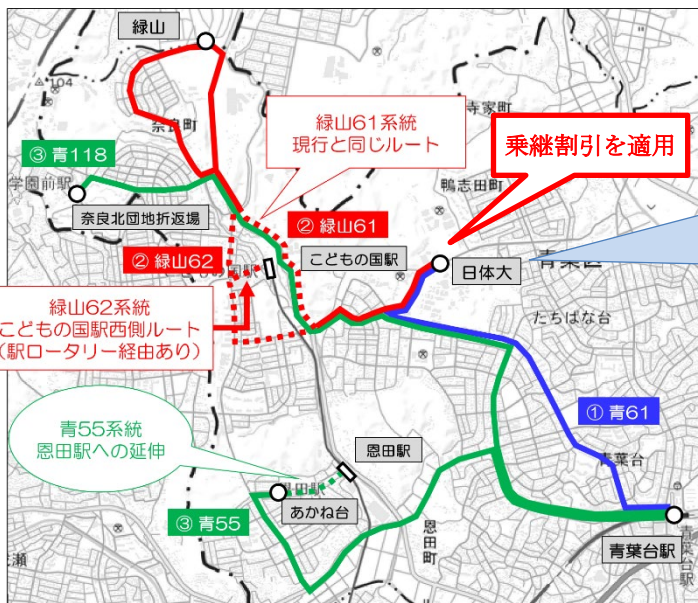 緑山
104
奈良町
寺家町
緑山61系統
現行と同じルート
乗継割引を適用
③ 青118
学園前駅
鴨志田町
奈良北団地折返場
② 緑山61
② 緑山62
こどもの国駅
日体大
緑山62系統
こどもの国駅西側ルート
(駅ロータリー経由あり)
たちばな台
① 青61
青55系統
恩田駅への延伸
恩田駅
青葉台
あかね台
③ 青55
恩田町
青葉台駅